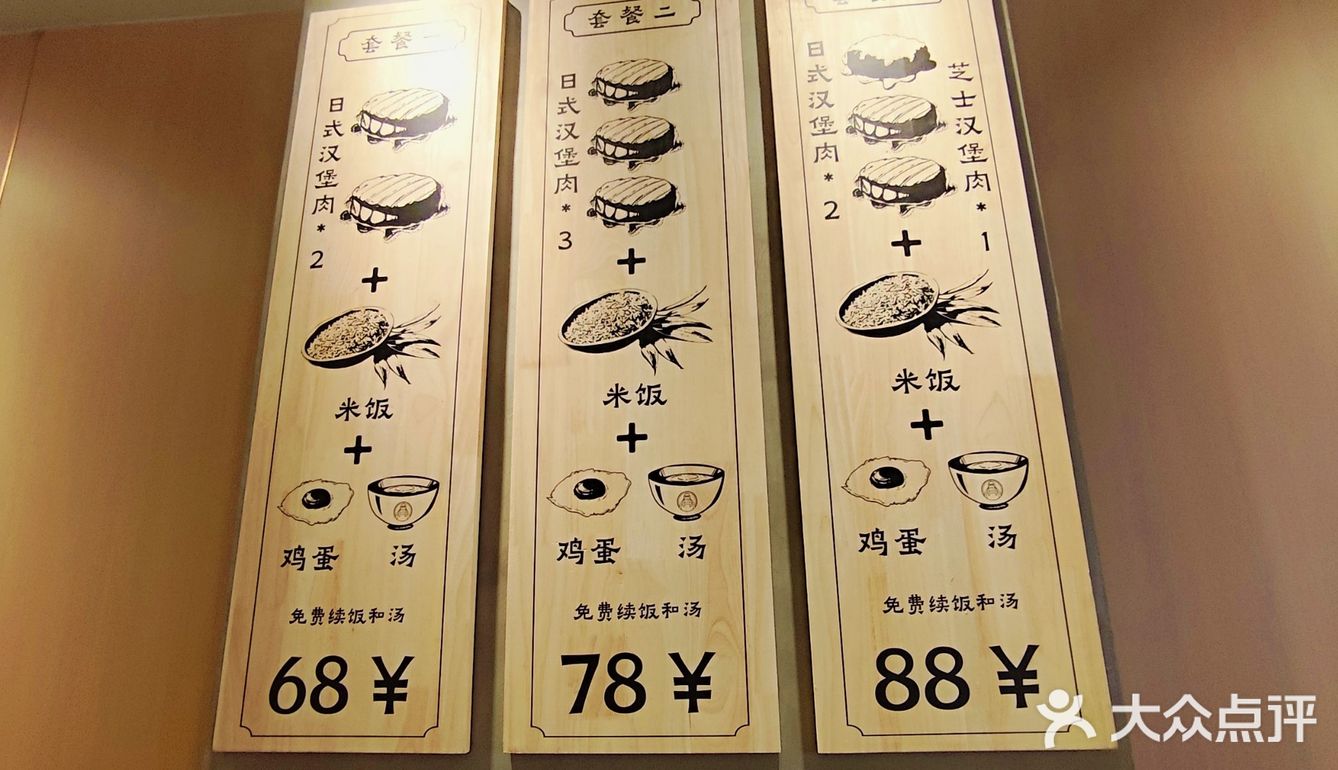 套餐一
日式汉堡肉*2
+
米饭
+
鸡蛋 汤
免费续饭和汤
68¥
套餐二
日式汉堡肉*3
+
米饭
+
鸡蛋 汤
免费续饭和汤
78¥
日式汉堡肉*2
芝士汉堡肉*1
+
米饭
+
鸡蛋 汤
免费续饭和汤
88¥
大众点评